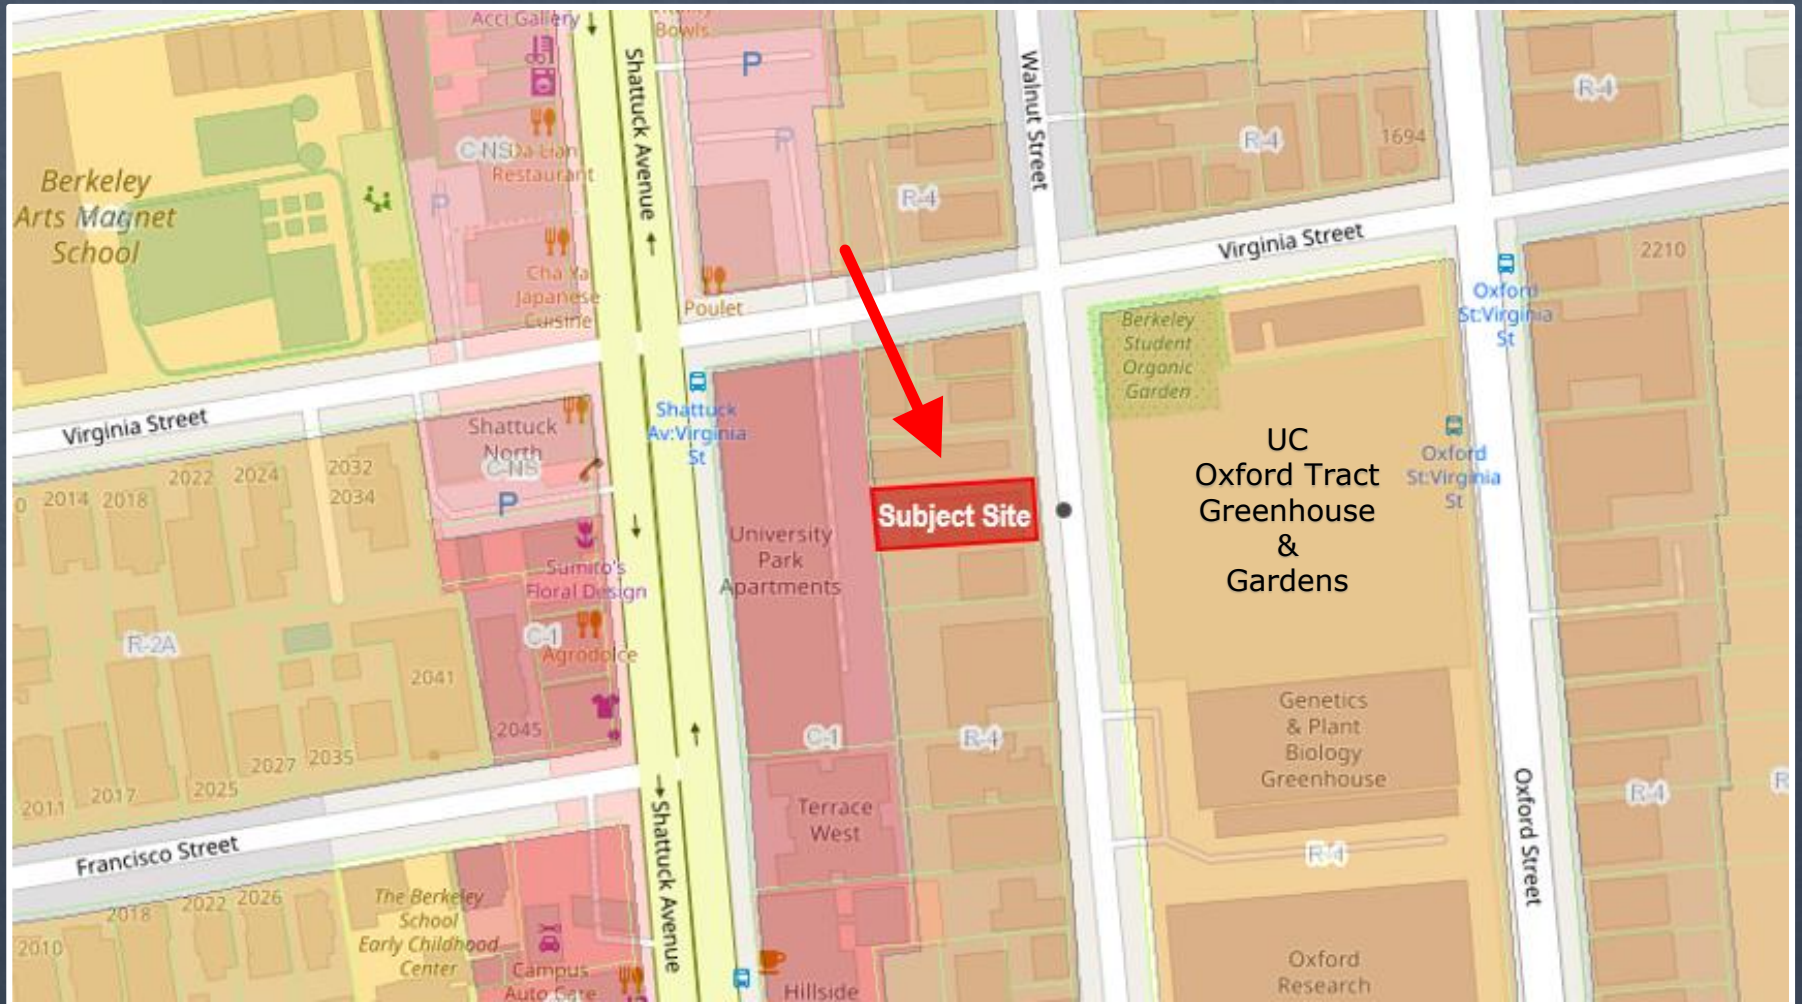 Acci Gallery
Bowls
P
Shattuck Avenue
Walnut Street
R-4
C-NS
Da Lian
Restaurant
P
R-4
1694
Berkeley
Arts Magnet
School
P
R-4
Cha Ya
Japanese
Cuisine
Poulet
Virginia Street
2210
Oxford
St:Virginia
St
Berkeley
Student
Organic
Garden
Virginia Street
Shattuck
North
C-NS
P
Shattuck
Av:Virginia
St
UC
Oxford Tract
Greenhouse
&
Gardens
Oxford
St:Virginia
St
0
2014
2018
2022
2024
2032
2034
Subject Site
University
Park
Apartments
Sumito's
Floral Design
C-1
Agrodolce
R-2A
2041
2045
C-1
R-4
Genetics
& Plant
Biology
Greenhouse
2011
2017
2025
2027
2035
Terrace
West
R-4
R
Oxford Street
Francisco Street
Shattuck Avenue
R-4
2010
2018
2022
2026
The Berkeley
School
Early Childhood
Center
Campus
Auto Care
Hillside
Oxford
Research